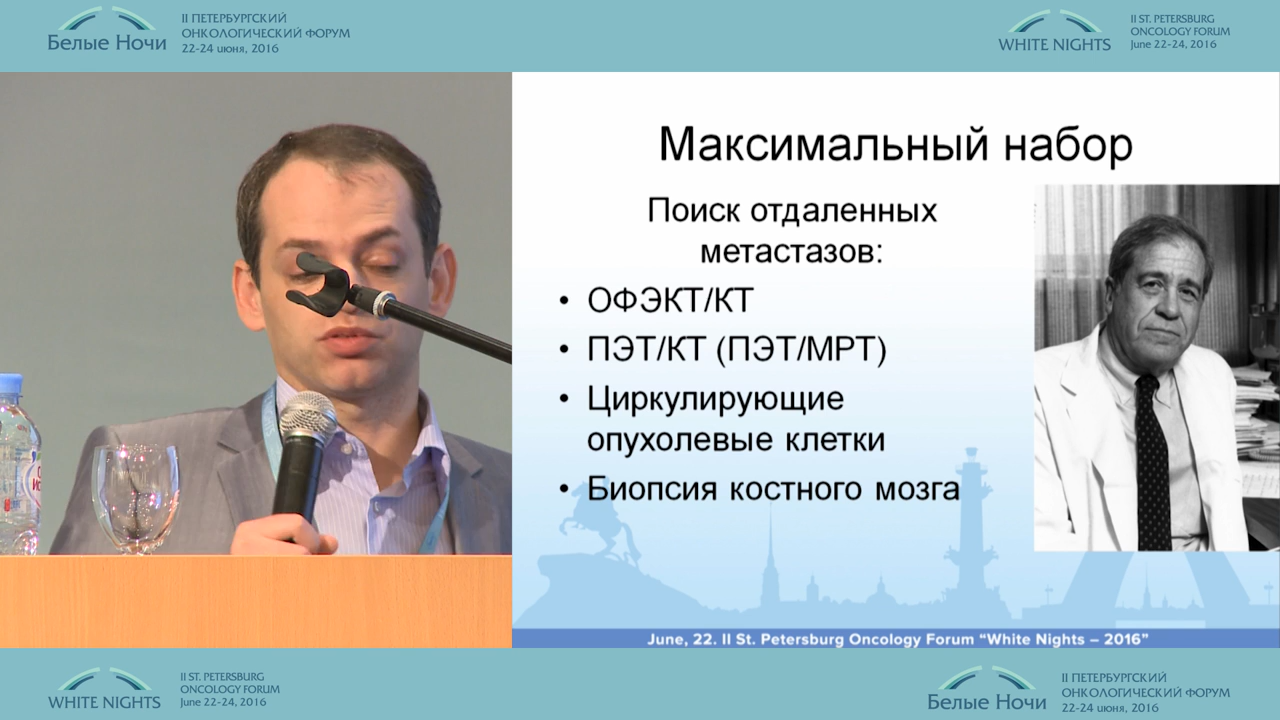 II ПЕТЕРБУРГСКИЙ
ОНКОЛОГИЧЕСКИЙ ФОРУМ
22-24 июня, 2016
Белые Ночи
II ST. PETERSBURG
ONCOLOGY FORUM
June 22-24, 2016
WHITE NIGHTS
Максимальный набор
Поиск отдаленных
метастазов:
• ОФЭКТ/КТ
• ПЭТ/КТ (ПЭТ/МРТ)
• Циркулирующие
опухолевые клетки
• Биопсия костного мозга
June, 22. II St. Petersburg Oncology Forum “White Nights – 2016”
II ST. PETERSBURG
ONCOLOGY FORUM
June 22-24, 2016
WHITE NIGHTS
II ПЕТЕРБУРГСКИЙ
ОНКОЛОГИЧЕСКИЙ ФОРУМ
22-24 июня, 2016
Белые Ночи